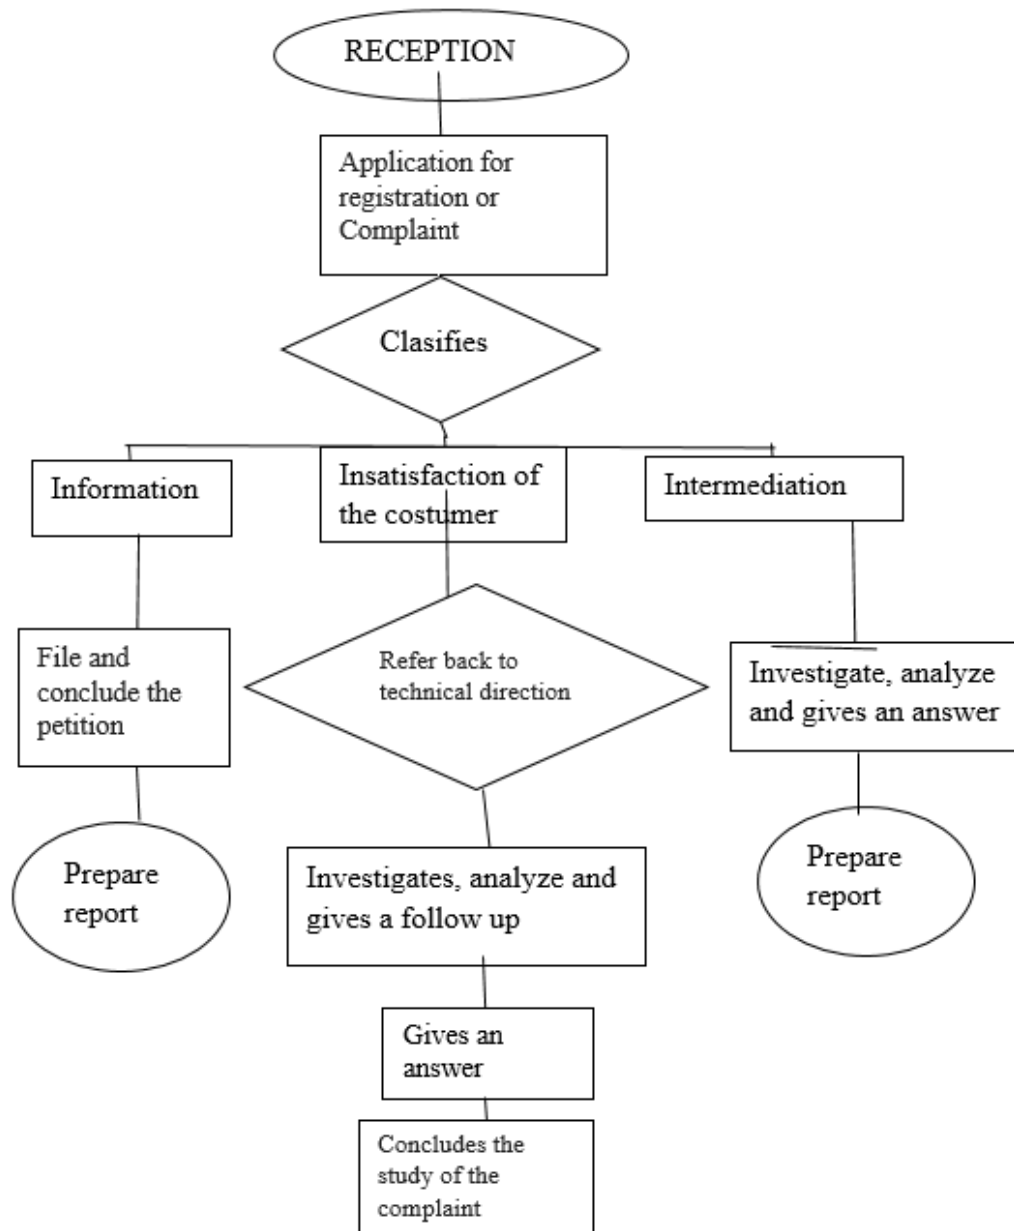 RECEPTION
Application for
registration or
Complaint
Clasifies
Information
Insatisfaction of
the costumer
Intermediation
File and
conclude the
petition
Refer back to
technical direction
Investigate, analyze
and gives an answer
Prepare
report
Investigates, analyze and
gives a follow up
Prepare
report
Gives an
answer
Concludes the
study of the
complaint